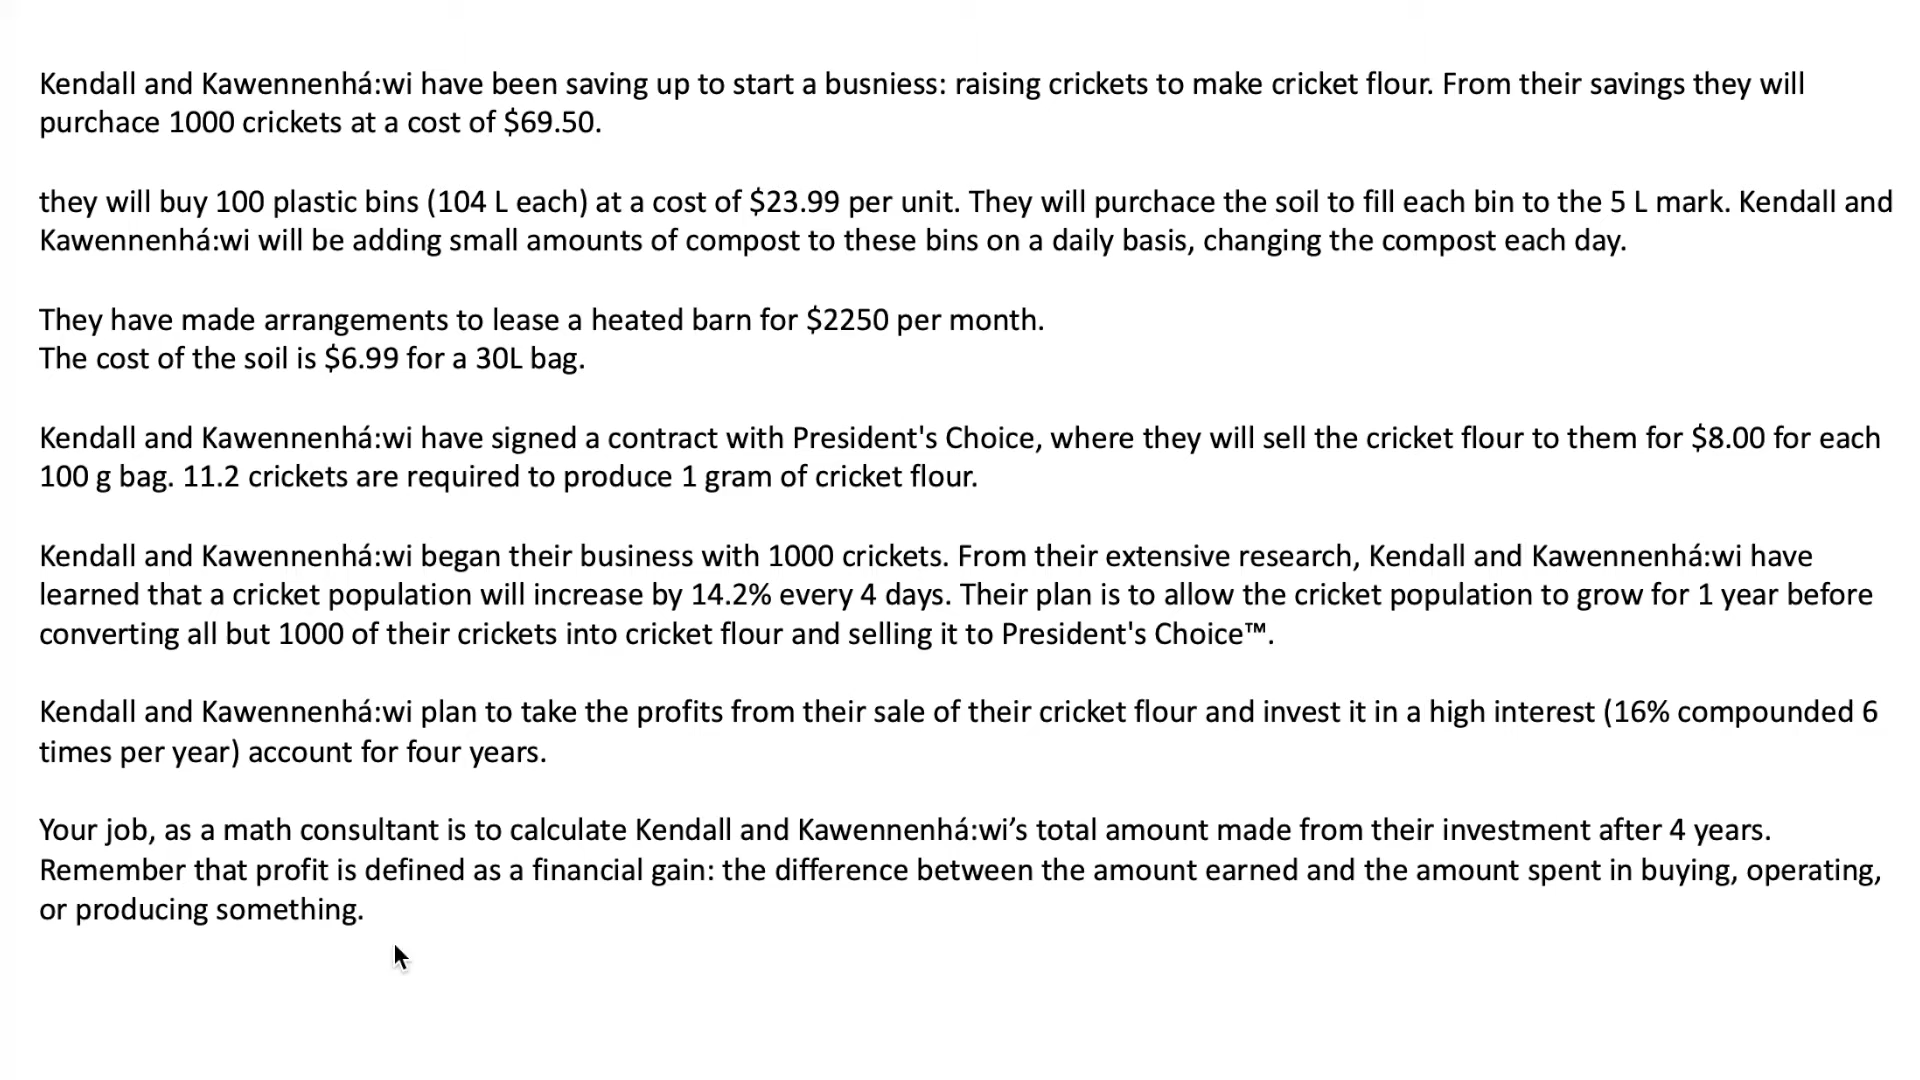 Kendall and Kawennenhá:wi have been saving up to start a busniess: raising crickets to make cricket flour. From their savings they will
purchace 1000 crickets at a cost of $69.50.
they will buy 100 plastic bins (104 L each) at a cost of $23.99 per unit. They will purchace the soil to fill each bin to the 5 L mark. Kendall and
Kawennenhá:wi will be adding small amounts of compost to these bins on a daily basis, changing the compost each day.
They have made arrangements to lease a heated barn for $2250 per month.
The cost of the soil is $6.99 for a 30L bag.
Kendall and Kawennenhá:wi have signed a contract with President's Choice, where they will sell the cricket flour to them for $8.00 for each
100 g bag. 11.2 crickets are required to produce 1 gram of cricket flour.
Kendall and Kawennenhá:wi began their business with 1000 crickets. From their extensive research, Kendall and Kawennenhá:wi have
learned that a cricket population will increase by 14.2% every 4 days. Their plan is to allow the cricket population to grow for 1 year before
converting all but 1000 of their crickets into cricket flour and selling it to President's Choice™.
Kendall and Kawennenhá:wi plan to take the profits from their sale of their cricket flour and invest it in a high interest (16% compounded 6
times per year) account for four years.
Your job, as a math consultant is to calculate Kendall and Kawennenhá:wi’s total amount made from their investment after 4 years.
Remember that profit is defined as a financial gain: the difference between the amount earned and the amount spent in buying, operating,
or producing something.